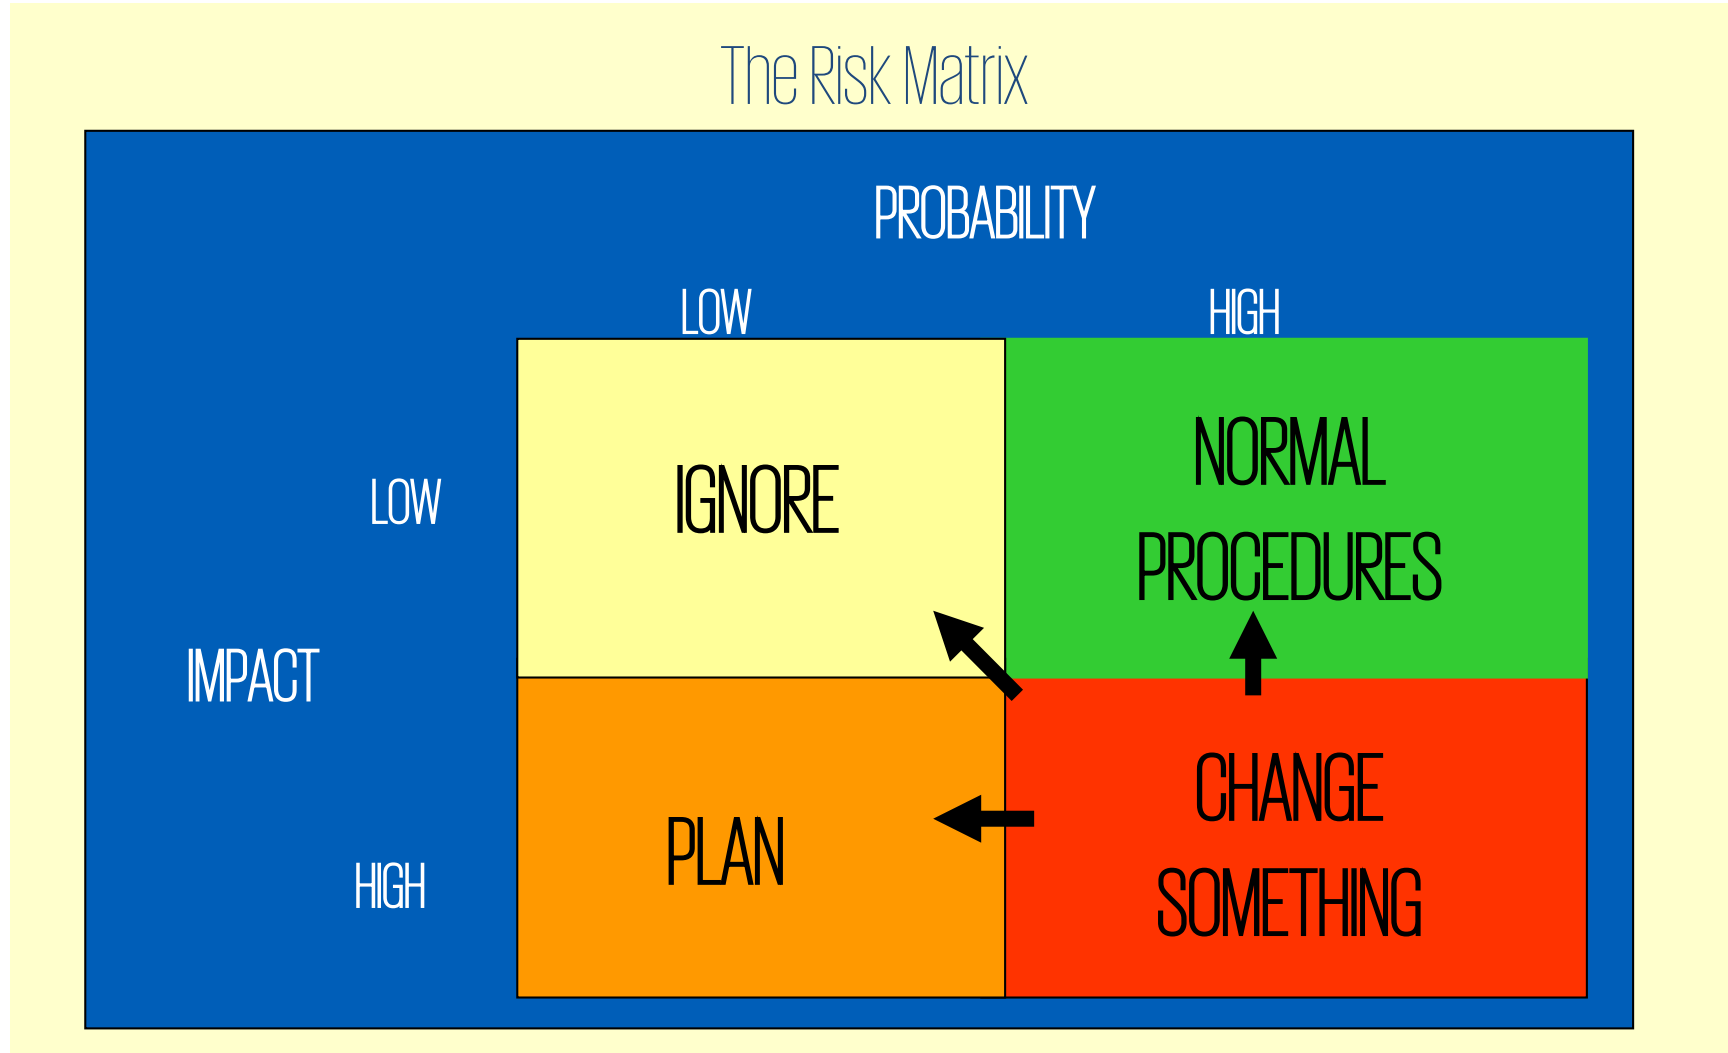 The Risk Matrix
PROBABILITY
LOW
HIGH
LOW
IGNORE
NORMAL
PROCEDURES
IMPACT
HIGH
PLAN
CHANGE
SOMETHING